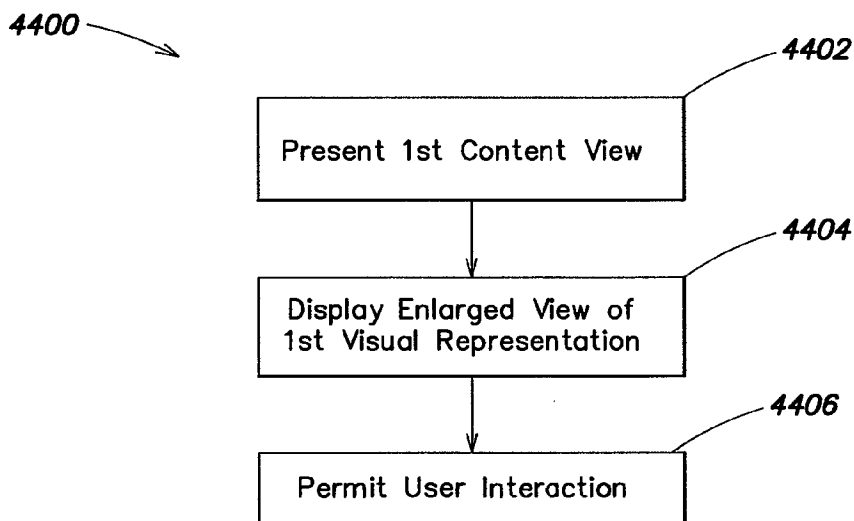 4400
4402
Present 1st Content View
4404
Display Enlarged View of
1st Visual Representation
4406
Permit User Interaction